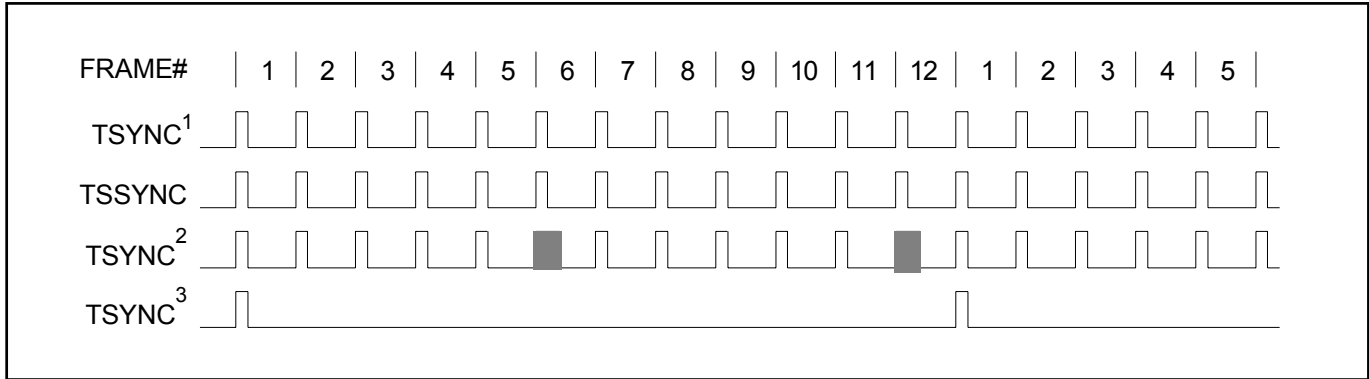 FRAME# 1 2 3 4 5 6 7 8 9 10 11 12 1 2 3 4 5
TSYNC¹
TSSYNC
TSYNC²
TSYNC³